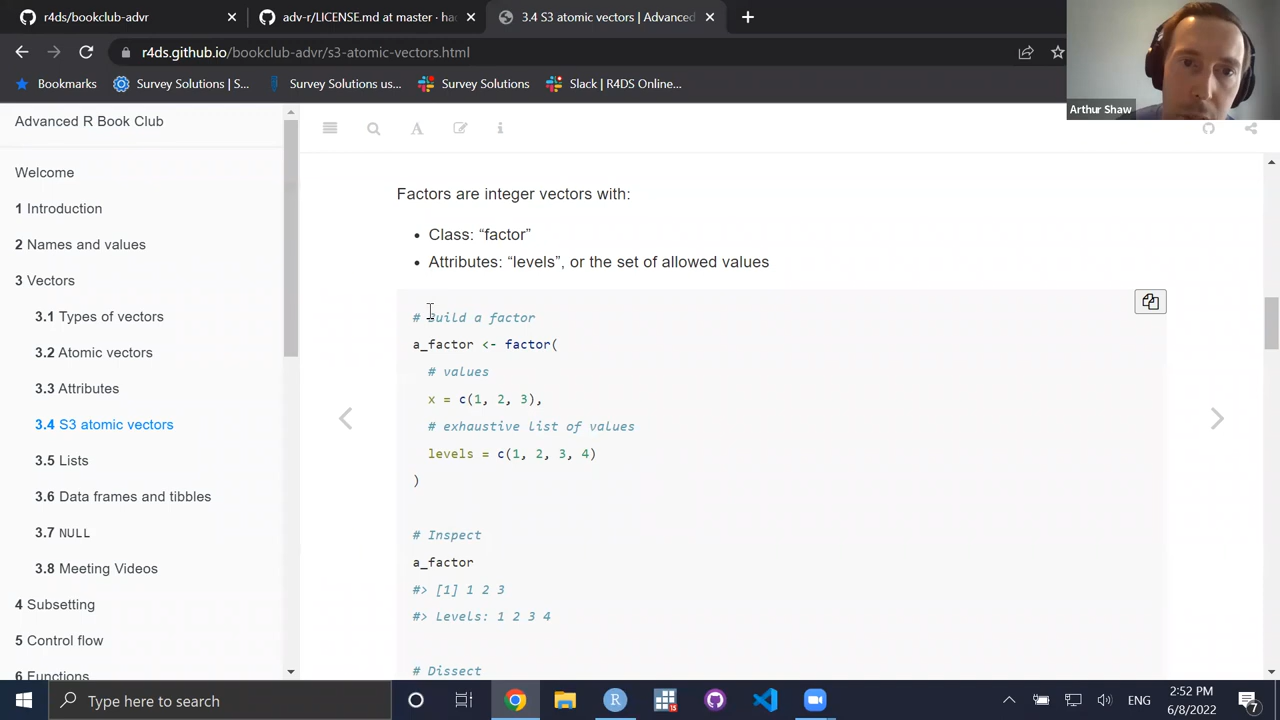 r4ds/bookclub-advr
adv-r/LICENSE.md at master · had
3.4 S3 atomic vectors | Advanced
r4ds.github.io/bookclub-advr/s3-atomic-vectors.html
Bookmarks
Survey Solutions | S...
Survey Solutions us...
Survey Solutions
Slack | R4DS Online...
Arthur Shaw
Advanced R Book Club
Welcome
1 Introduction
2 Names and values
3 Vectors
3.1 Types of vectors
3.2 Atomic vectors
3.3 Attributes
3.4 S3 atomic vectors
3.5 Lists
3.6 Data frames and tibbles
3.7 NULL
3.8 Meeting Videos
4 Subsetting
5 Control flow
6 Functions
Factors are integer vectors with:
• Class: “factor”
• Attributes: “levels”, or the set of allowed values
# Build a factor
a_factor <- factor(
# values
x = c(1, 2, 3),
# exhaustive list of values
levels = c(1, 2, 3, 4)
)
# Inspect
a_factor
#> [1] 1 2 3
#> Levels: 1 2 3 4
# Dissect
Type here to search
15
ENG
2:52 PM
6/8/2022
7